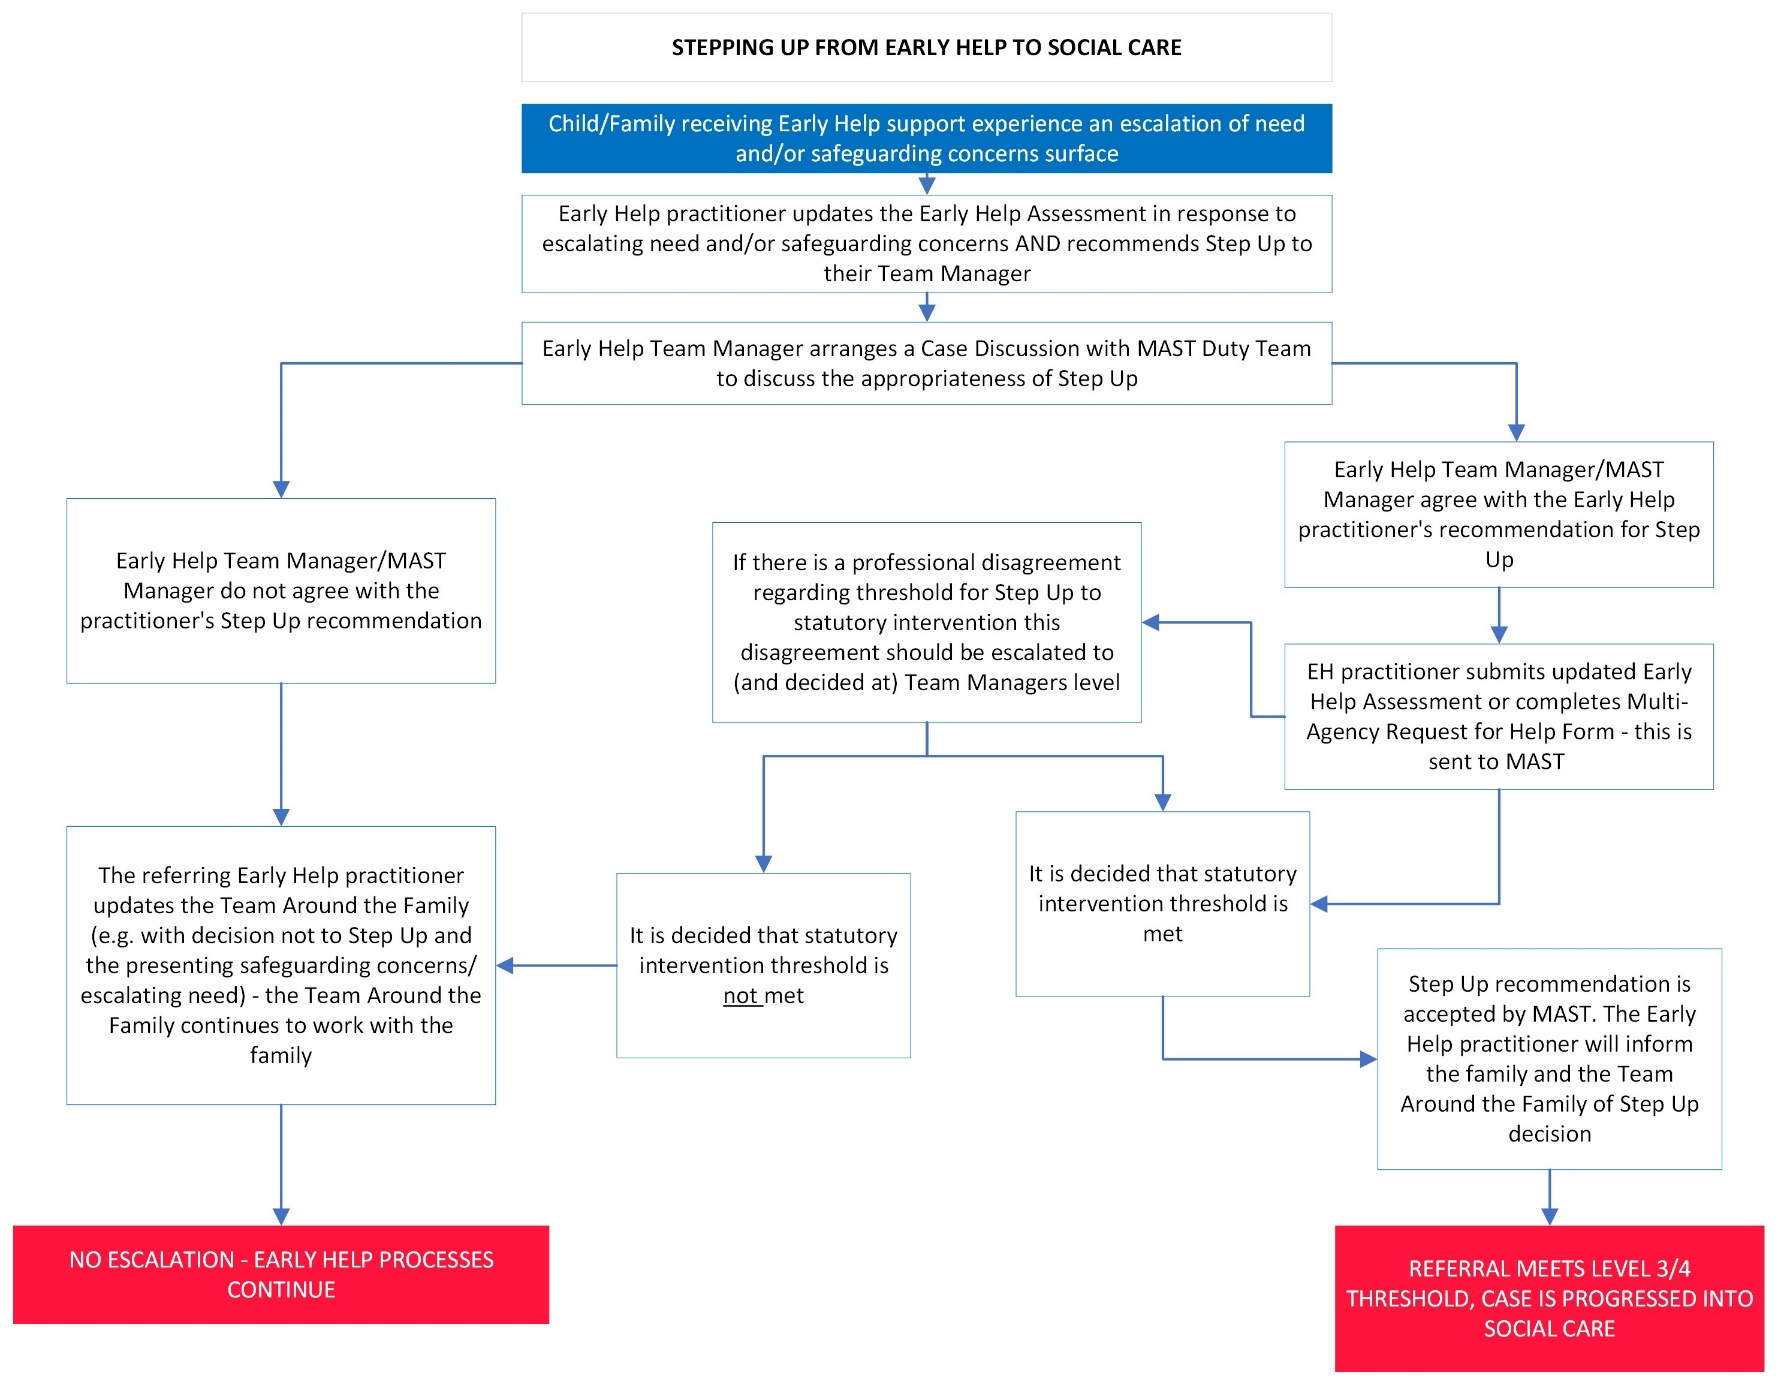 STEPPING UP FROM EARLY HELP TO SOCIAL CARE
Child/Family receiving Early Help support experience an escalation of need
and/or safeguarding concerns surface
Early Help practitioner updates the Early Help Assessment in response to
escalating need and/or safeguarding concerns AND recommends Step Up to
their Team Manager
Early Help Team Manager arranges a Case Discussion with MAST Duty Team
to discuss the appropriateness of Step Up
Early Help Team Manager/MAST
Manager do not agree with the
practitioner's Step Up recommendation
Early Help Team Manager/MAST
Manager agree with the Early Help
practitioner's recommendation for Step
Up
If there is a professional disagreement
regarding threshold for Step Up to
statutory intervention this
disagreement should be escalated to
(and decided at) Team Managers level
EH practitioner submits updated Early
Help Assessment or completes Multi-
Agency Request for Help Form - this is
sent to MAST
The referring Early Help practitioner
updates the Team Around the Family
(e.g. with decision not to Step Up and
the presenting safeguarding concerns/
escalating need) - the Team Around the
Family continues to work with the
family
It is decided that statutory
intervention threshold is
not met
It is decided that statutory
intervention threshold is
met
Step Up recommendation is
accepted by MAST. The Early
Help practitioner will inform
the family and the Team
Around the Family of Step Up
decision
NO ESCALATION - EARLY HELP PROCESSES
CONTINUE
REFERRAL MEETS LEVEL 3/4
THRESHOLD, CASE IS PROGRESSED INTO
SOCIAL CARE